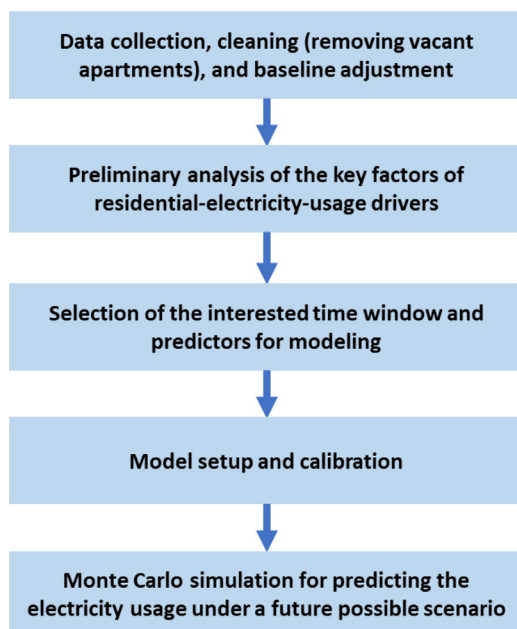 Data collection, cleaning (removing vacant
apartments), and baseline adjustment
Preliminary analysis of the key factors of
residential-electricity-usage drivers
Selection of the interested time window and
predictors for modeling
Model setup and calibration
Monte Carlo simulation for predicting the
electricity usage under a future possible scenario